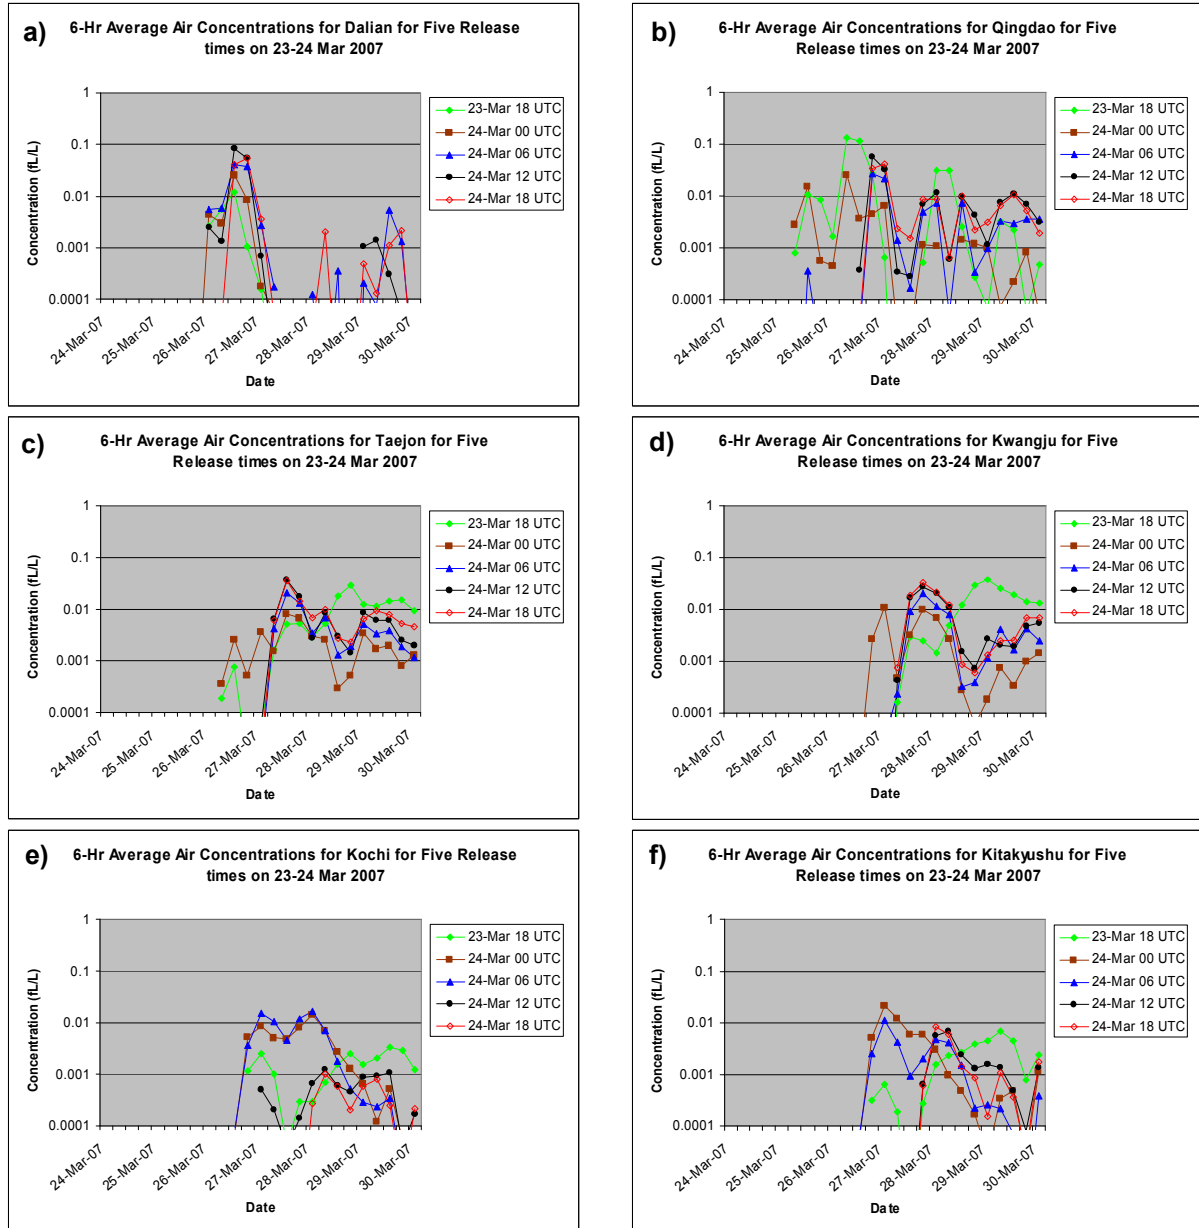 a)
6-Hr Average Air Concentrations for Dalian for Five Release
times on 23-24 Mar 2007
Concentration (fL/L)
1
0.1
0.01
0.001
0.0001
24-Mar-07
25-Mar-07
26-Mar-07
27-Mar-07
28-Mar-07
29-Mar-07
30-Mar-07
Date
23-Mar 18 UTC
24-Mar 00 UTC
24-Mar 06 UTC
24-Mar 12 UTC
24-Mar 18 UTC
b)
6-Hr Average Air Concentrations for Qingdao for Five
Release times on 23-24 Mar 2007
Concentration (fL/L)
1
0.1
0.01
0.001
0.0001
24-Mar-07
25-Mar-07
26-Mar-07
27-Mar-07
28-Mar-07
29-Mar-07
30-Mar-07
Date
23-Mar 18 UTC
24-Mar 00 UTC
24-Mar 06 UTC
24-Mar 12 UTC
24-Mar 18 UTC
c)
6-Hr Average Air Concentrations for Taejon for Five
Release times on 23-24 Mar 2007
Concentration (fL/L)
1
0.1
0.01
0.001
0.0001
24-Mar-07
25-Mar-07
26-Mar-07
27-Mar-07
28-Mar-07
29-Mar-07
30-Mar-07
Date
23-Mar 18 UTC
24-Mar 00 UTC
24-Mar 06 UTC
24-Mar 12 UTC
24-Mar 18 UTC
d)
6-Hr Average Air Concentrations for Kwangju for Five
Release times on 23-24 Mar 2007
Concentration (fL/L)
1
0.1
0.01
0.001
0.0001
24-Mar-07
25-Mar-07
26-Mar-07
27-Mar-07
28-Mar-07
29-Mar-07
30-Mar-07
Date
23-Mar 18 UTC
24-Mar 00 UTC
24-Mar 06 UTC
24-Mar 12 UTC
24-Mar 18 UTC
e)
6-Hr Average Air Concentrations for Kochi for Five Release
times on 23-24 Mar 2007
Concentration (fL/L)
1
0.1
0.01
0.001
0.0001
24-Mar-07
25-Mar-07
26-Mar-07
27-Mar-07
28-Mar-07
29-Mar-07
30-Mar-07
Date
23-Mar 18 UTC
24-Mar 00 UTC
24-Mar 06 UTC
24-Mar 12 UTC
24-Mar 18 UTC
f)
6-Hr Average Air Concentrations for Kitakyushu for Five
Release times on 23-24 Mar 2007
Concentration (fL/L)
1
0.1
0.01
0.001
0.0001
24-Mar-07
25-Mar-07
26-Mar-07
27-Mar-07
28-Mar-07
29-Mar-07
30-Mar-07
Date
23-Mar 18 UTC
24-Mar 00 UTC
24-Mar 06 UTC
24-Mar 12 UTC
24-Mar 18 UTC